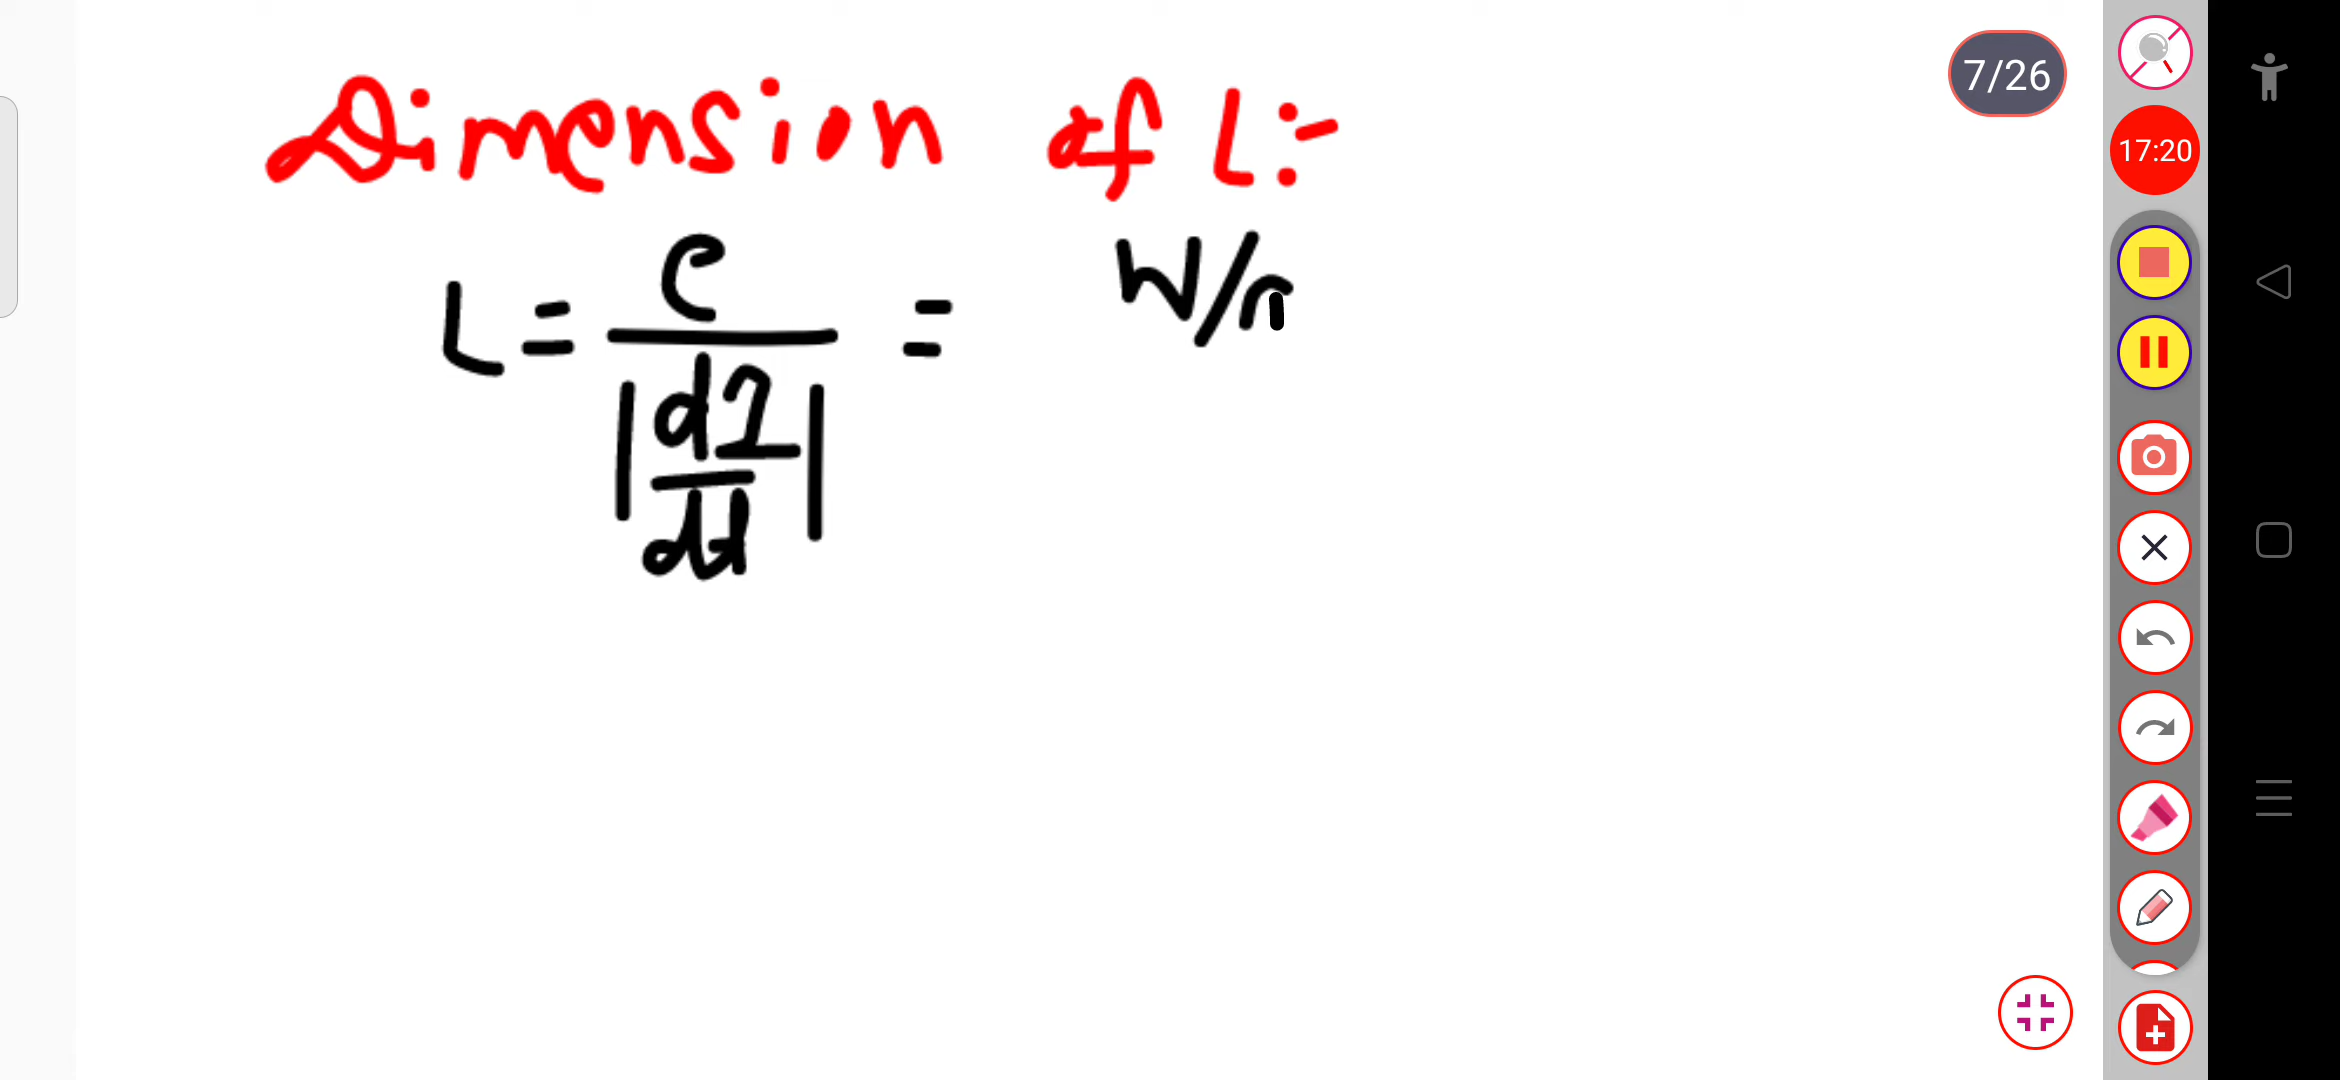 Dimension of L:-
L = e / |dI/dt| = W/
7/26
17:20